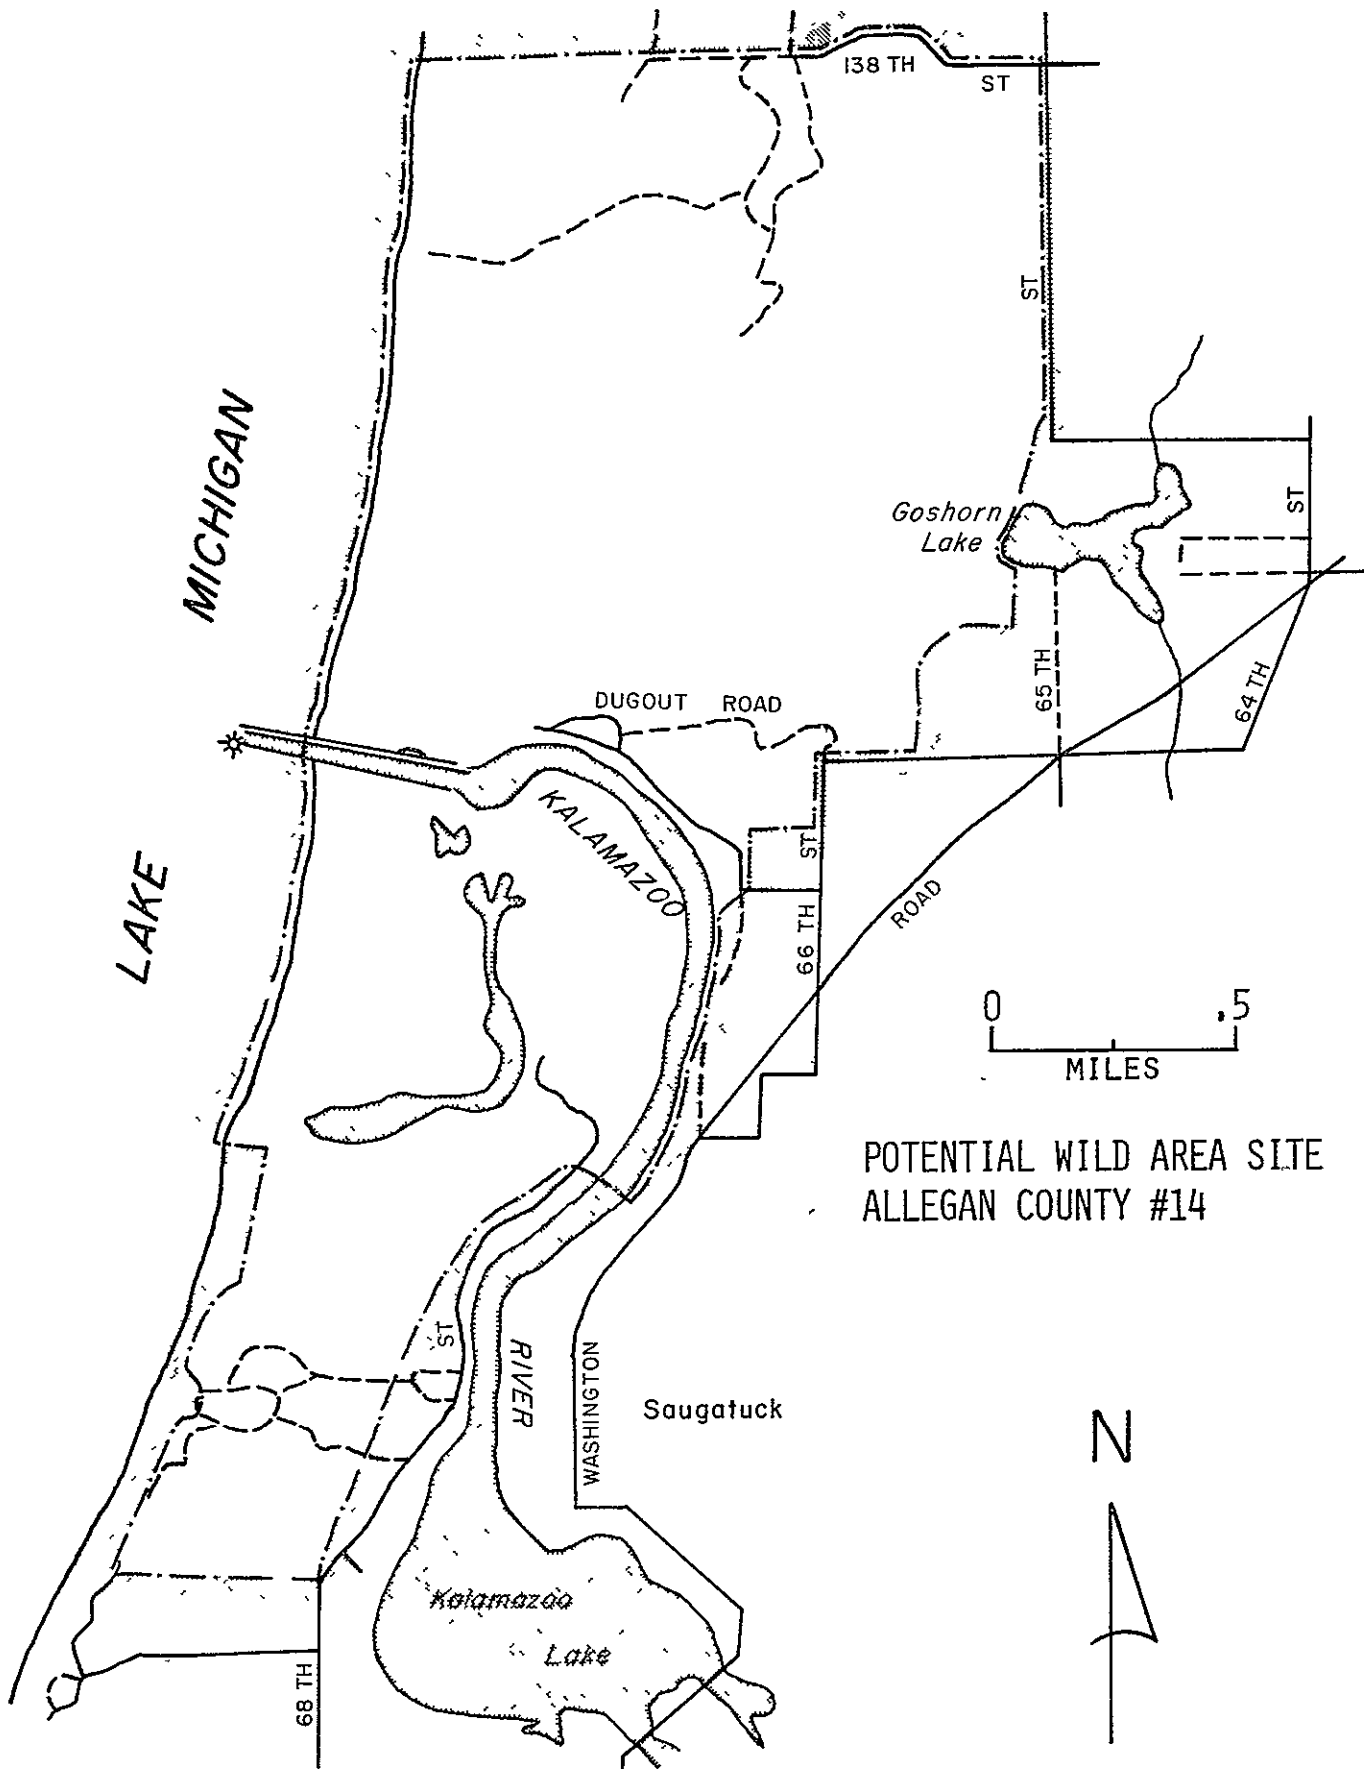 138 TH
ST
ST
MICHIGAN
Goshorn
Lake
ST
65 TH
64 TH
DUGOUT ROAD
KALAMAZOO
ST
LAKE
66 TH
ROAD
0 .5
MILES
POTENTIAL WILD AREA SITE
ALLEGAN COUNTY #14
ST
RIVER
WASHINGTON
Saugatuck
N
Kalamazoo
Lake
68 TH